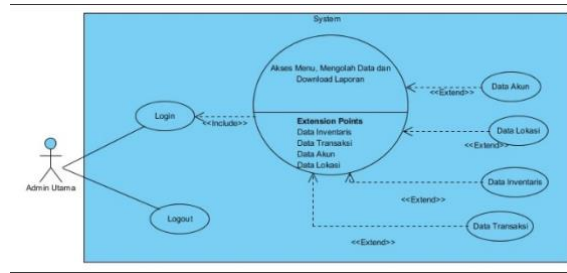 System
Akses Menu, Mengolah Data dan
Download Laporan
Extension Points
Data Inventaris
Data Transaksi
Data Akun
Data Lokasi
Login
<<Include>>
Admin Utama
Logout
Data Akun
<<Extend>>
Data Lokasi
<<Extend>>
Data Inventaris
<<Extend>>
Data Transaksi
<<Extend>>